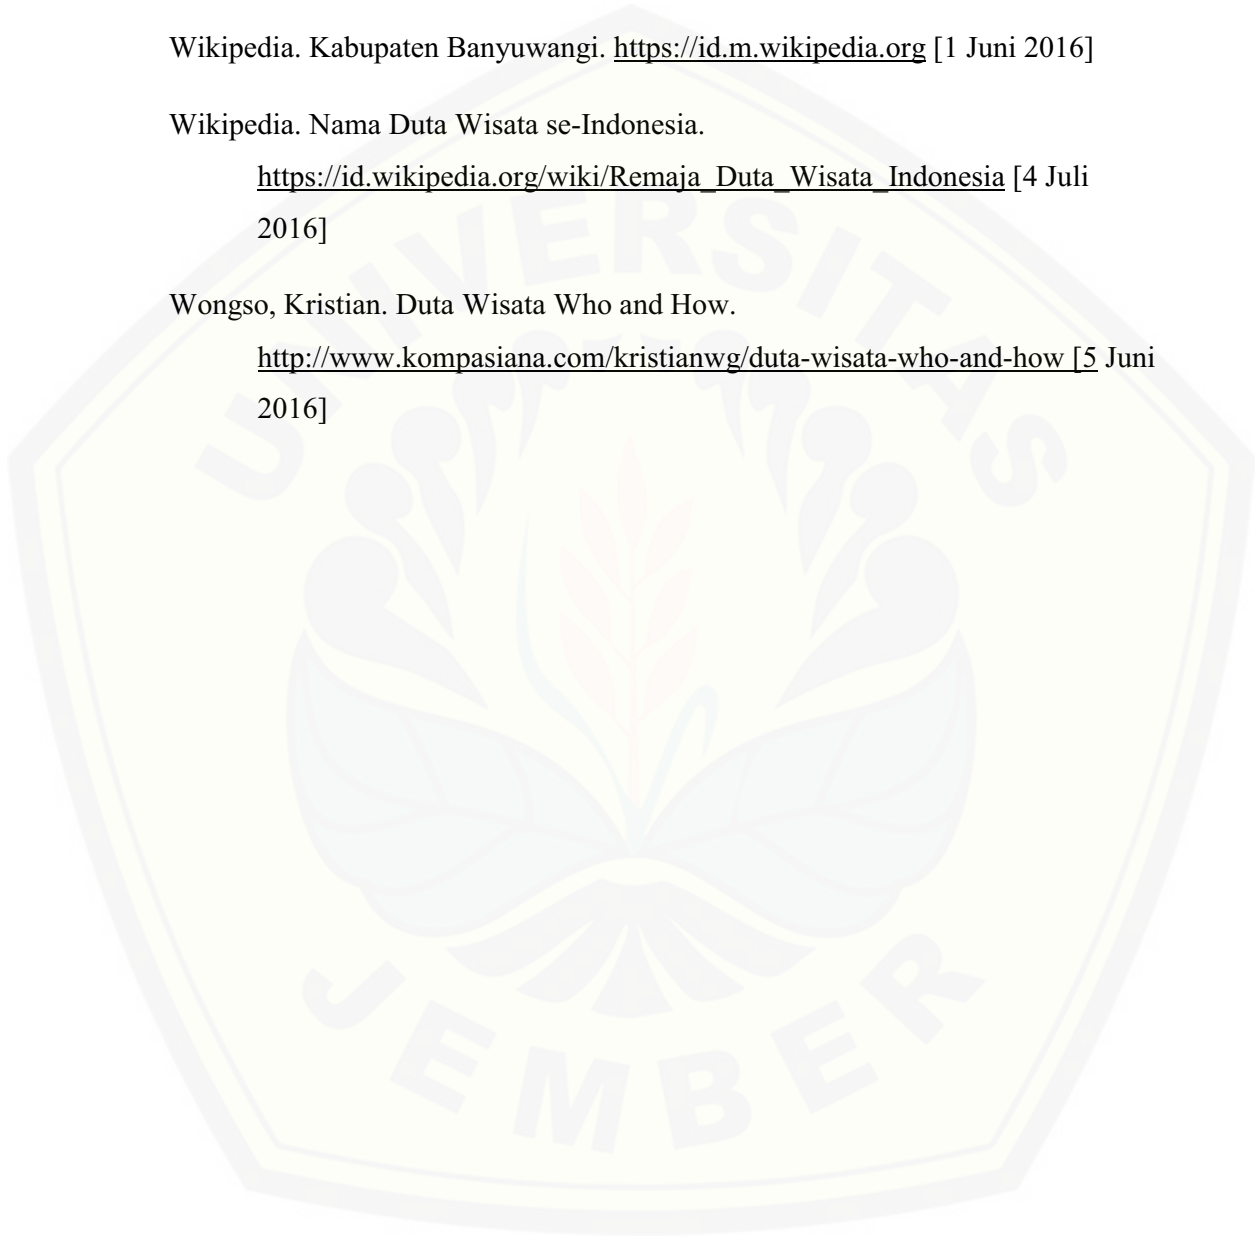 Wikipedia. Kabupaten Banyuwangi. https://id.m.wikipedia.org [1 Juni 2016]
Wikipedia. Nama Duta Wisata se-Indonesia.
https://id.wikipedia.org/wiki/Remaja_Duta_Wisata_Indonesia [4 Juli
2016]
Wongso, Kristian. Duta Wisata Who and How.
http://www.kompasiana.com/kristianwg/duta-wisata-who-and-how [5 Juni
2016]
UNIVERSITAS
JEMBER